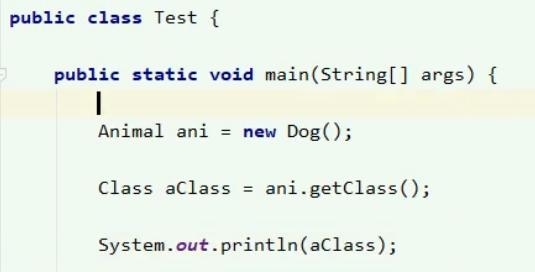 public class Test {
public static void main(String[] args) {
Animal ani = new Dog();
Class aClass = ani.getClass();
System.out.println(aClass);